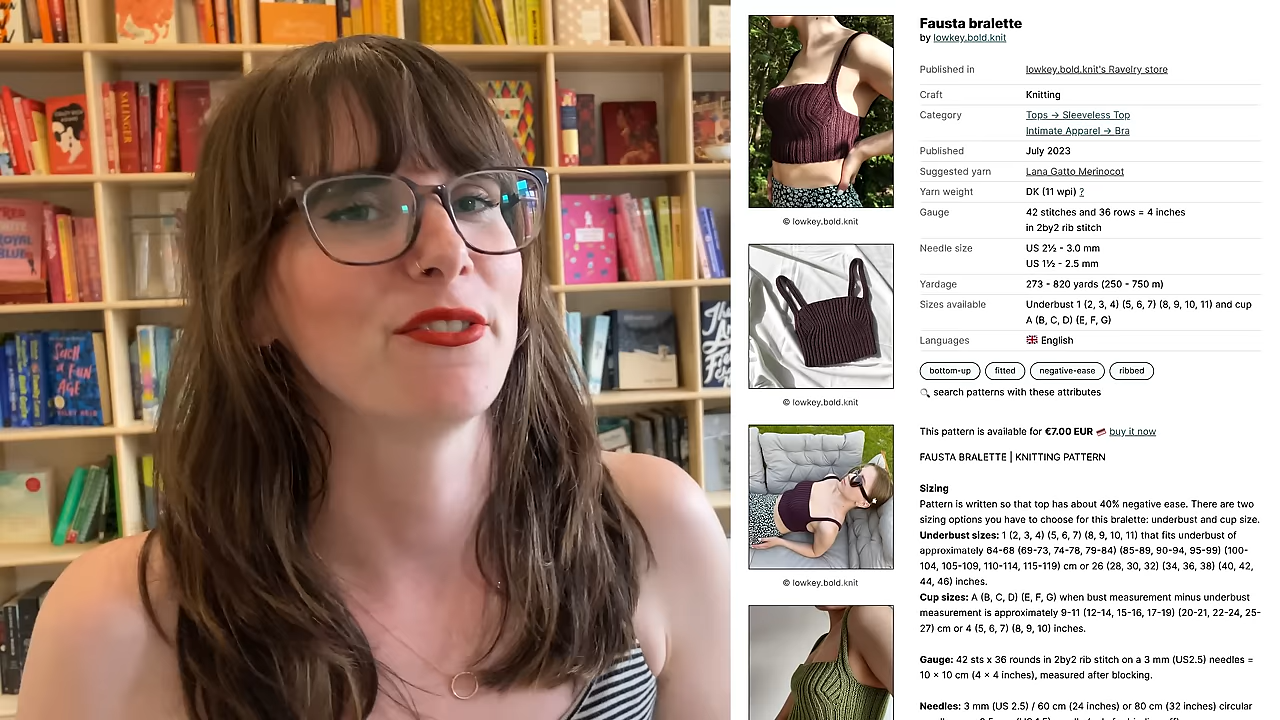 SALINGER
Such
a FUN
AGE
KILEY REID
RED
ROYAL
BLUE
Fausta bralette
by lowkey.bold.knit
Published in lowkey.bold.knit's Ravelry store
Craft Knitting
Category Tops → Sleeveless Top
Intimate Apparel → Bra
Published July 2023
Suggested yarn Lana Gatto Merinocot
Yarn weight DK (11 wpi) ?
Gauge 42 stitches and 36 rows = 4 inches
in 2by2 rib stitch
Needle size US 2½ - 3.0 mm
US 1½ - 2.5 mm
Yardage 273 - 820 yards (250 - 750 m)
Sizes available Underbust 1 (2, 3, 4) (5, 6, 7) (8, 9, 10, 11) and cup
A (B, C, D) (E, F, G)
Languages English
bottom-up fitted negative-ease ribbed
search patterns with these attributes
This pattern is available for €7.00 EUR buy it now
FAUSTA BRALETTE | KNITTING PATTERN
Sizing
Pattern is written so that top has about 40% negative ease. There are two
sizing options you have to choose for this bralette: underbust and cup size.
Underbust sizes: 1 (2, 3, 4) (5, 6, 7) (8, 9, 10, 11) that fits underbust of
approximately 64-68 (69-73, 74-78, 79-84) (85-89, 90-94, 95-99) (100-
104, 105-109, 110-114, 115-119) cm or 26 (28, 30, 32) (34, 36, 38) (40, 42,
44, 46) inches.
Cup sizes: A (B, C, D) (E, F, G) when bust measurement minus underbust
measurement is approximately 9-11 (12-14, 15-16, 17-19) (20-21, 22-24, 25-
27) cm or 4 (5, 6, 7) (8, 9, 10) inches.
Gauge: 42 sts x 36 rounds in 2by2 rib stitch on a 3 mm (US2.5) needles =
10 × 10 cm (4 × 4 inches), measured after blocking.
Needles: 3 mm (US 2.5) / 60 cm (24 inches) or 80 cm (32 inches) circular
© lowkey.bold.knit
© lowkey.bold.knit
© lowkey.bold.knit